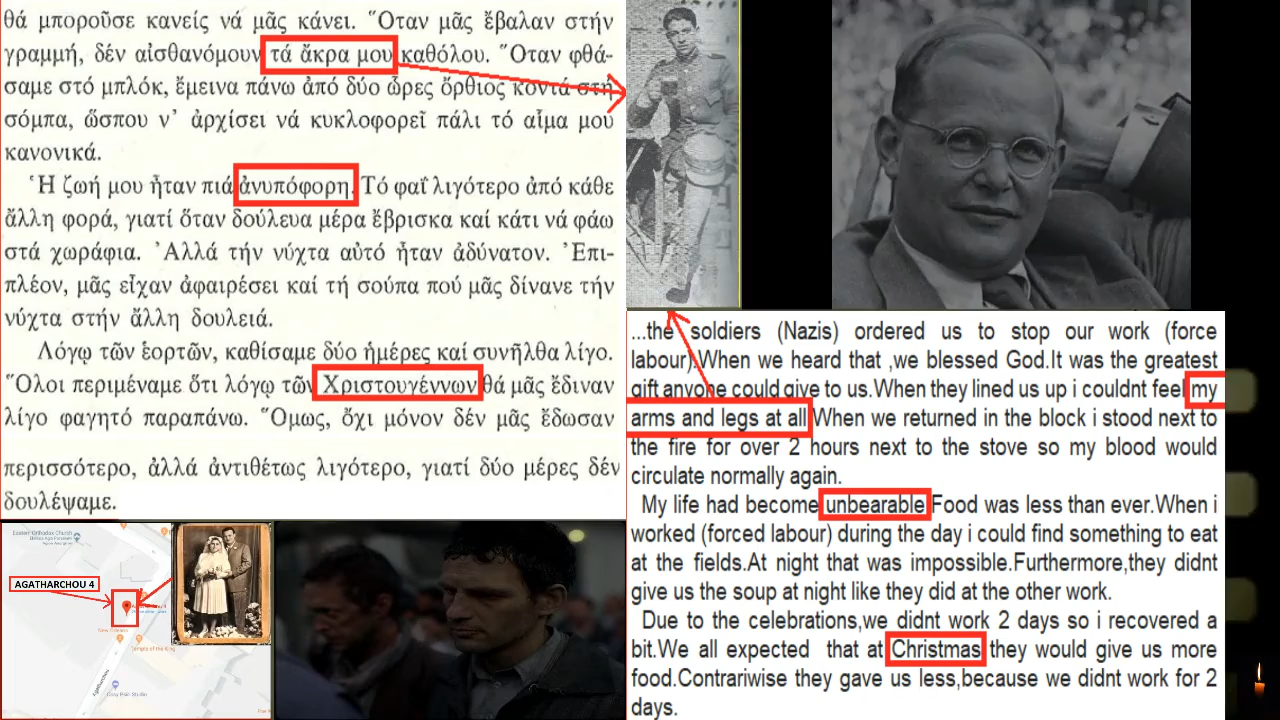 θά μποροῦσε κανείς νά μᾶς κάνει. Ὅταν μᾶς ἔβαλαν στήν
γραμμή, δέν αἰσθανόμουν τά ἄκρα μου καθόλου. Ὅταν φθά-
σαμε στό μπλόκ, ἔμεινα πάνω ἀπό δύο ὧρες ὄρθιος κοντά στή
σόμπα, ὥσπου ν' ἀρχίσει νά κυκλοφορεῖ πάλι τό αἷμα μου
κανονικά.
Ἡ ζωή μου ἦταν πιά ἀνυπόφορη. Τό φαΐ λιγότερο ἀπό κάθε
ἄλλη φορά, γιατί ὅταν δούλευα μέρα ἔβρισκα καί κάτι νά φάω
στά χωράφια. Ἀλλά τήν νύχτα αὐτό ἦταν ἀδύνατον. Ἐπι-
πλέον, μᾶς εἶχαν ἀφαιρέσει καί τή σούπα πού μᾶς δίνανε τήν
νύχτα στήν ἄλλη δουλειά.
Λόγῳ τῶν ἑορτῶν, καθίσαμε δύο ἡμέρες καί συνῆλθα λίγο.
Ὅλοι περιμέναμε ὅτι λόγῳ τῶν Χριστουγέννων θά μᾶς ἔδιναν
λίγο φαγητό παραπάνω. Ὅμως, ὄχι μόνον δέν μᾶς ἔδωσαν
περισσότερο, ἀλλά ἀντιθέτως λιγότερο, γιατί δύο μέρες δέν
δουλέψαμε.
...the soldiers (Nazis) ordered us to stop our work (force
labour).When we heard that ,we blessed God.It was the greatest
gift anyone could give to us.When they lined us up i couldnt feel my
arms and legs at all When we returned in the block i stood next to
the fire for over 2 hours next to the stove so my blood would
circulate normally again.
My life had become unbearable Food was less than ever.When i
worked (forced labour) during the day i could find something to eat
at the fields.At night that was impossible.Furthermore,they didnt
give us the soup at night like they did at the other work.
Due to the celebrations,we didnt work 2 days so i recovered a
bit.We all expected that at Christmas they would give us more
food.Contrariwise they gave us less,because we didnt work for 2
days.
AGATHARCHOU 4
Temple of the King